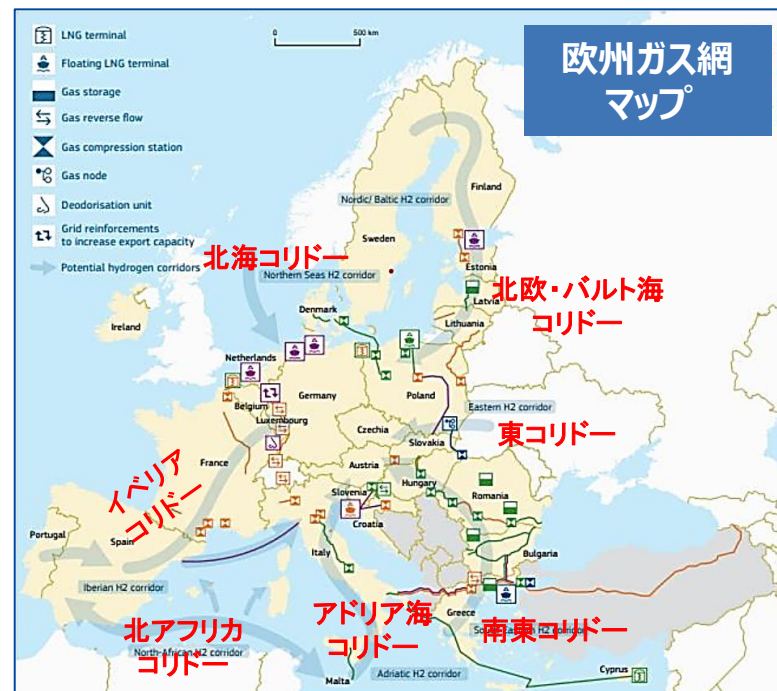 欧州ガス網
マップ
LNG terminal
Floating LNG terminal
Gas storage
Gas reverse flow
Gas compression station
Gas node
Deodorisation unit
Grid reinforcements
to increase export capacity
Potential hydrogen corridors
0
500 km
Finland
Nordic/ Baltic H2 corridor
Sweden
北海コリドー
Northern Seas H2 corridor
Estonia
Latvia
北欧・バルト海
コリドー
Lithuania
Denmark
Ireland
Netherlands
Germany
Poland
Belgium
Luxembourg
Eastern H2 corridor
東コリドー
Czechia
Slovakia
France
Austria
Hungary
Slovenia
Croatia
Romania
イベリア
コリドー
Portugal
Spain
Italy
Bulgaria
Iberian H2 corridor
Greece
北アフリカ
コリドー
North-African H2 corridor
アドリア海
コリドー
南東コリドー
H2 corridor
Adriatic H2 corridor
Malta
Cyprus